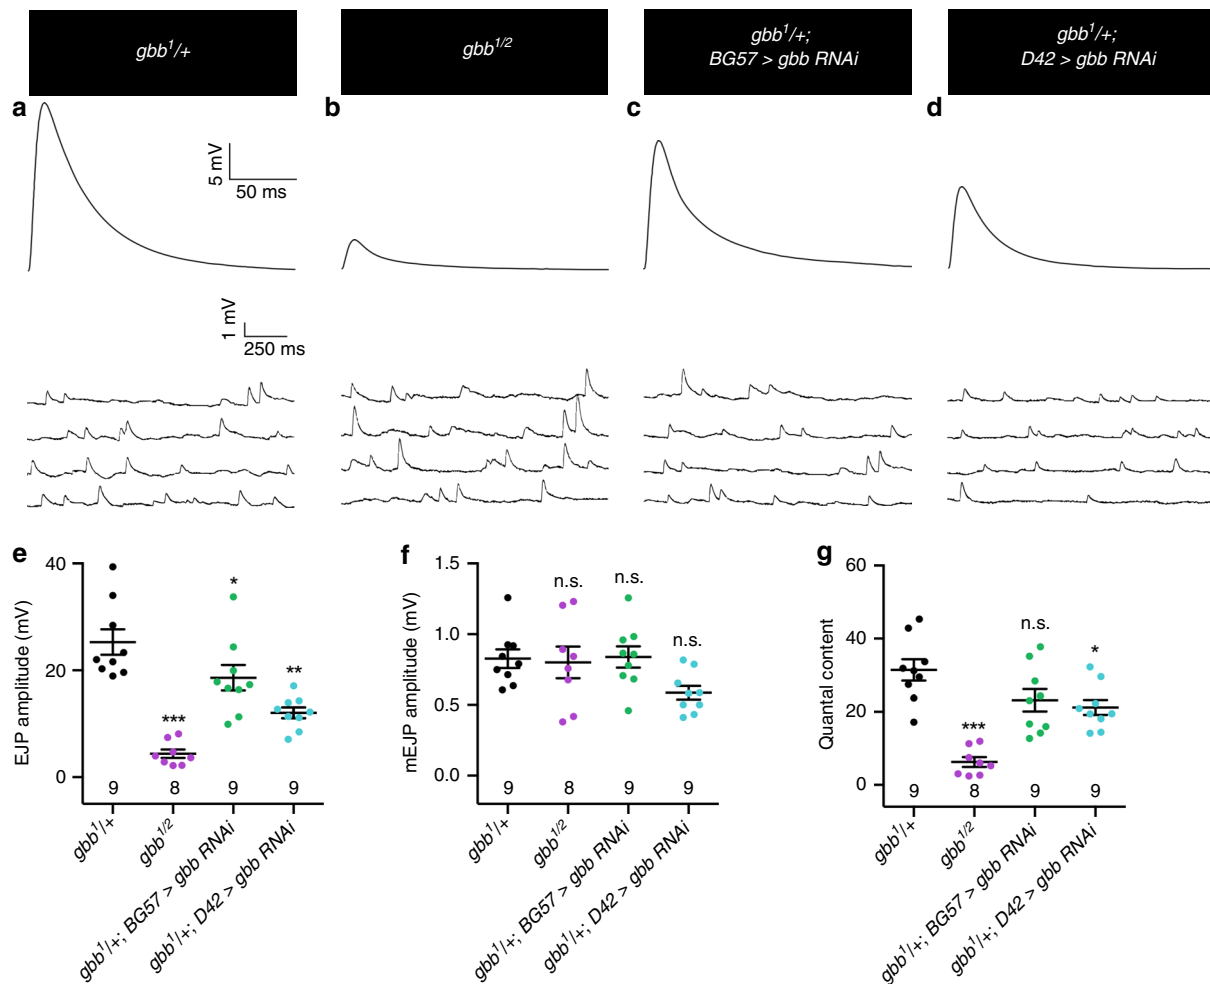 gbb1/+
gbb1/2
gbb1/+;
BG57 > gbb RNAi
gbb1/+;
D42 > gbb RNAi
a
b
c
d
5 mV
50 ms
1 mV
250 ms
e
EJP amplitude (mV)
40
20
0
***
*
**
9
8
9
9
gbb1/+
gbb1/2
gbb1/+; BG57 > gbb RNAi
gbb1/+; D42 > gbb RNAi
f
mEJP amplitude (mV)
1.5
1.0
0.5
0.0
n.s.
n.s.
n.s.
9
8
9
9
gbb1/+
gbb1/2
gbb1/+; BG57 > gbb RNAi
gbb1/+; D42 > gbb RNAi
g
Quantal content
60
40
20
0
***
n.s.
*
9
8
9
9
gbb1/+
gbb1/2
gbb1/+; BG57 > gbb RNAi
gbb1/+; D42 > gbb RNAi